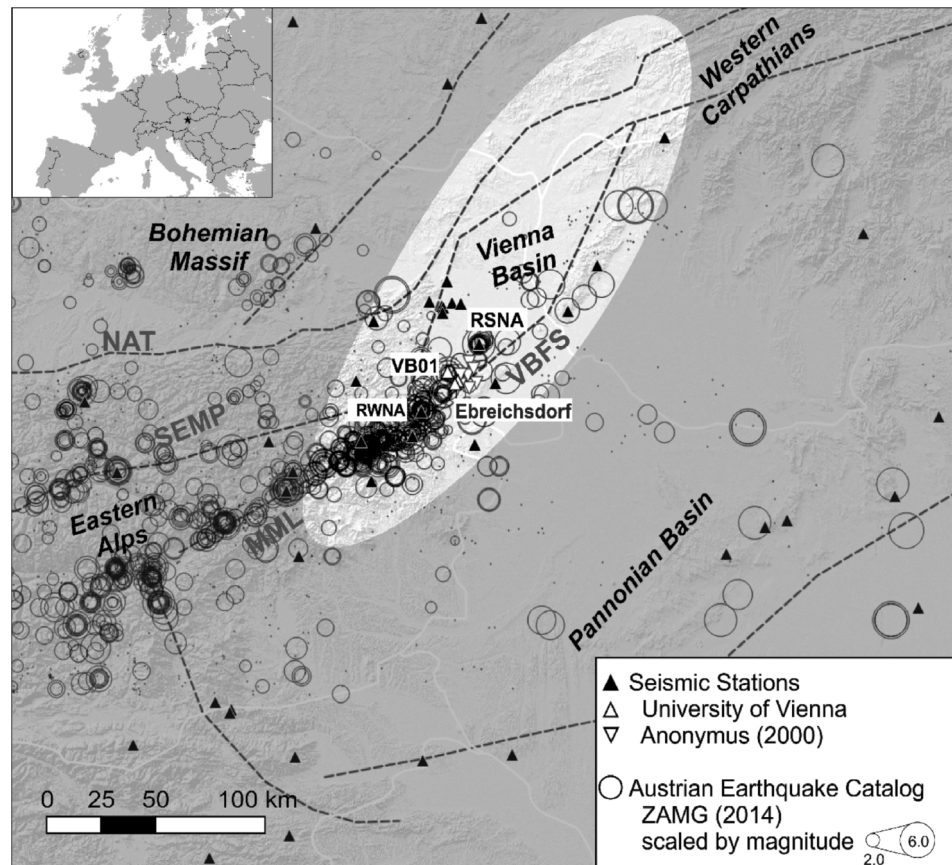 Western
Carpathians
Bohemian
Massif
Vienna
Basin
NAT
RSNA
VB01
VBFS
RWNA
Ebreichsdorf
SEMP
Eastern
Alps
MML
Pannonian Basin
Seismic Stations
University of Vienna
Anonymus (2000)
Austrian Earthquake Catalog
ZAMG (2014)
scaled by magnitude
2.0
6.0
0 25 50 100 km